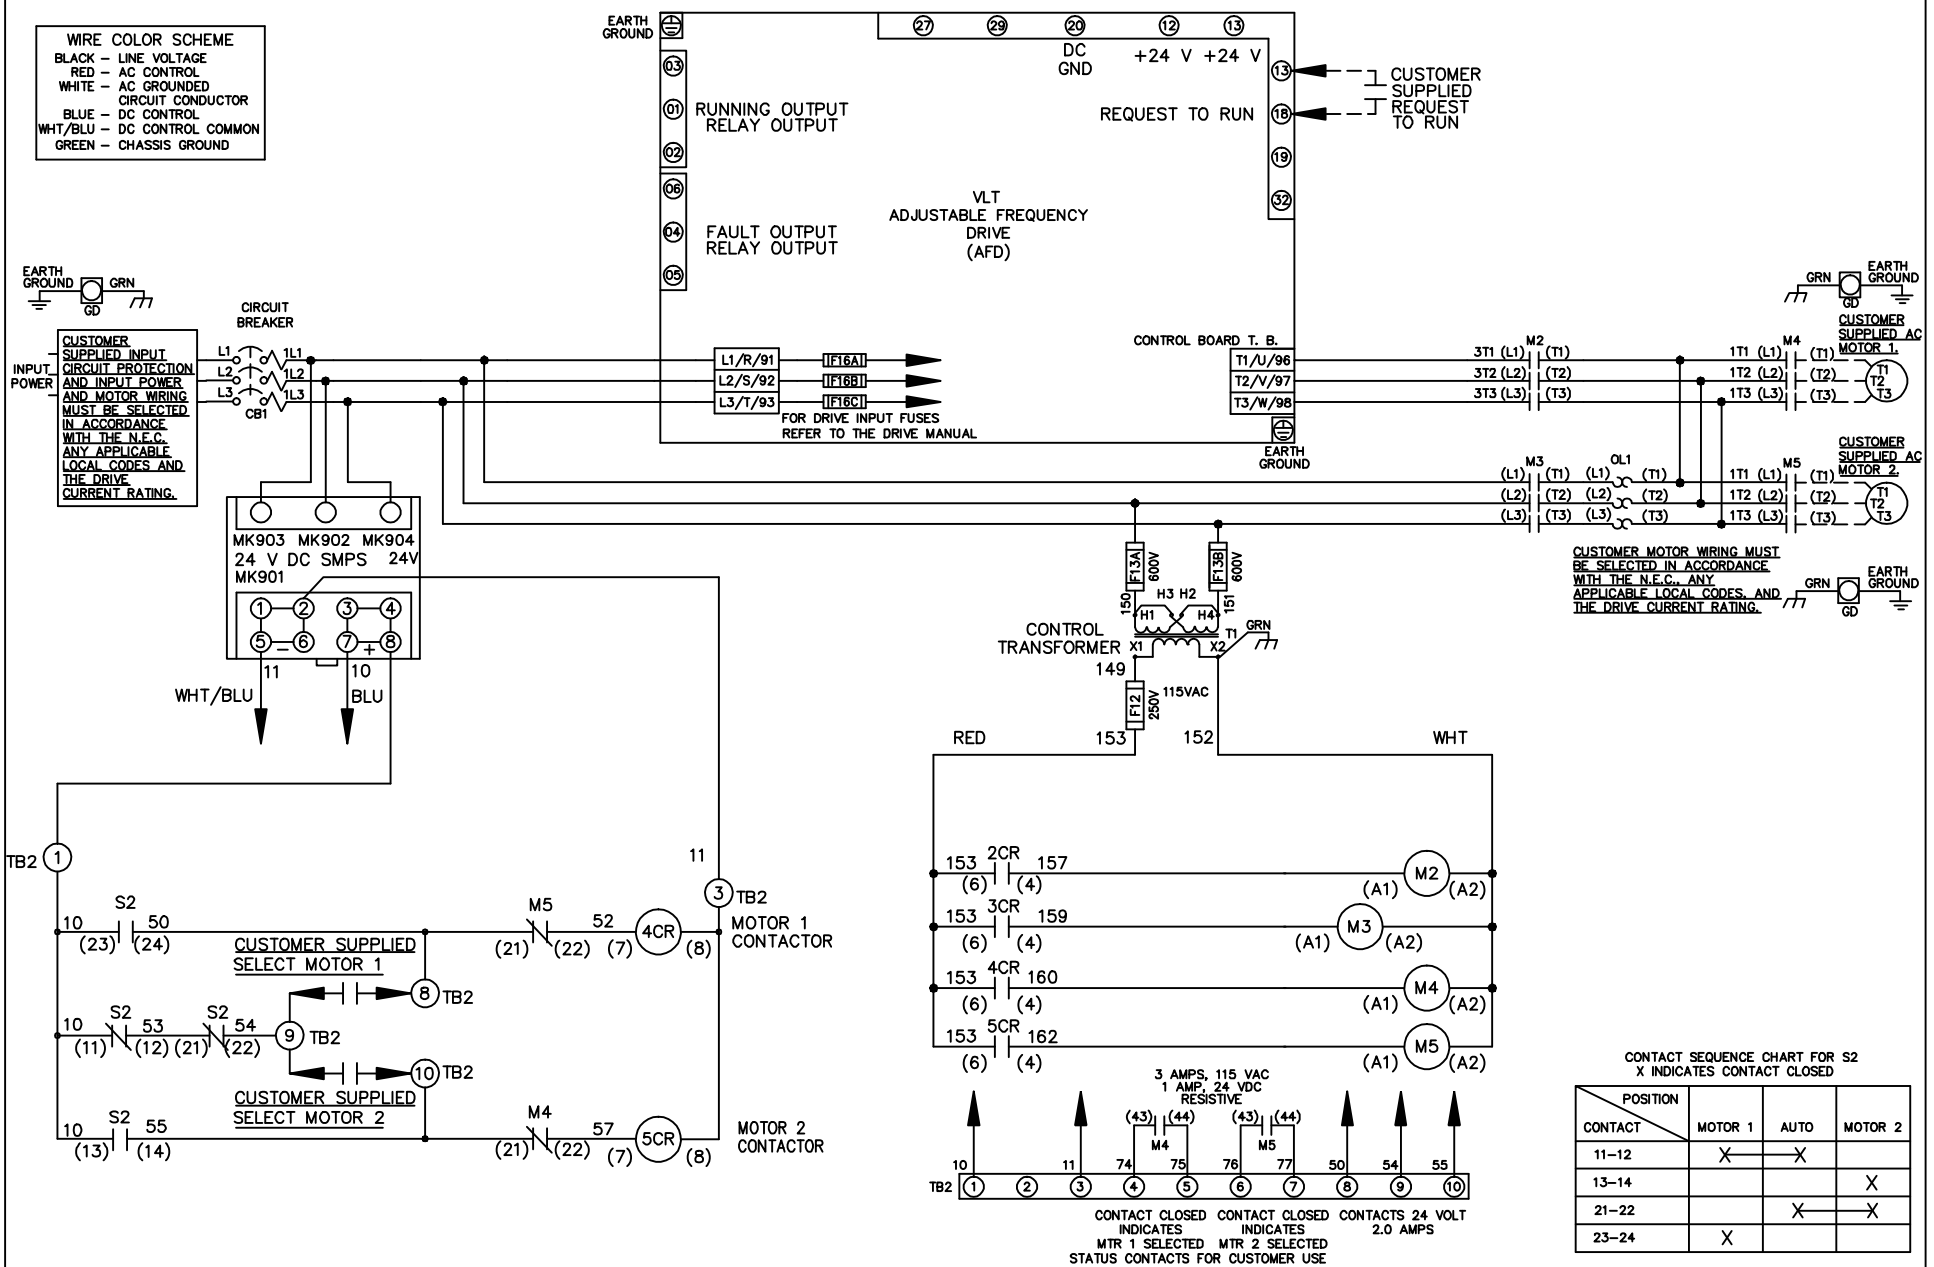 WIRE COLOR SCHEME
BLACK – LINE VOLTAGE
RED – AC CONTROL
WHITE – AC GROUNDED
CIRCUIT CONDUCTOR
BLUE – DC CONTROL
WHT/BLU – DC CONTROL COMMON
GREEN – CHASSIS GROUND
EARTH
GROUND
27 29 20 12 13
DC
GND
+24 V +24 V
03
01
02
RUNNING OUTPUT
RELAY OUTPUT
06
04
05
FAULT OUTPUT
RELAY OUTPUT
VLT
ADJUSTABLE FREQUENCY
DRIVE
(AFD)
REQUEST TO RUN
13
18
19
32
CUSTOMER
SUPPLIED
REQUEST
TO RUN
EARTH
GROUND
GRN
GD
CIRCUIT
BREAKER
INPUT
POWER
CUSTOMER
SUPPLIED INPUT
CIRCUIT PROTECTION
AND INPUT POWER
AND MOTOR WIRING
MUST BE SELECTED
IN ACCORDANCE
WITH THE N.E.C.
ANY APPLICABLE
LOCAL CODES AND
THE DRIVE
CURRENT RATING.
L1 1L1
L2 1L2
L3 1L3
CB1
L1/R/91 F16A
L2/S/92 F16B
L3/T/93 F16C
FOR DRIVE INPUT FUSES
REFER TO THE DRIVE MANUAL
CONTROL BOARD T. B.
T1/U/96
T2/V/97
T3/W/98
EARTH
GROUND
M2
3T1 (L1) (T1)
3T2 (L2) (T2)
3T3 (L3) (T3)
M4
1T1 (L1) (T1)
1T2 (L2) (T2)
1T3 (L3) (T3)
GRN
GD
EARTH
GROUND
CUSTOMER
SUPPLIED AC
MOTOR 1.
T1
T2
T3
M3 OL1
(L1) (T1) (L1) (T1)
(L2) (T2) (L2) (T2)
(L3) (T3) (L3) (T3)
M5
1T1 (L1) (T1)
1T2 (L2) (T2)
1T3 (L3) (T3)
CUSTOMER
SUPPLIED AC
MOTOR 2.
T1
T2
T3
CUSTOMER MOTOR WIRING MUST
BE SELECTED IN ACCORDANCE
WITH THE N.E.C., ANY
APPLICABLE LOCAL CODES, AND
THE DRIVE CURRENT RATING.
GRN
GD
EARTH
GROUND
MK903 MK902 MK904
24 V DC SMPS 24V
MK901
1 2 3 4
5 – 6 7 + 8
11 10
WHT/BLU BLU
F13A 600V
F13B 600V
150 151
H3 H2
H1 H4
T1
GRN
CONTROL
TRANSFORMER
X1 X2
149
F12 250V
115VAC
153 152
RED WHT
TB2 1
11
3 TB2
S2
10 50
(23) (24)
M5
(21) (22)
52
(7) 4CR (8)
MOTOR 1
CONTACTOR
CUSTOMER SUPPLIED
SELECT MOTOR 1
8 TB2
S2 S2
10 53 54
(11) (12) (21) (22)
9 TB2
10 TB2
CUSTOMER SUPPLIED
SELECT MOTOR 2
S2
10 55
(13) (14)
M4
(21) (22)
57
(7) 5CR (8)
MOTOR 2
CONTACTOR
2CR
153 157
(6) (4)
(A1) M2 (A2)
3CR
153 159
(6) (4)
(A1) M3 (A2)
4CR
153 160
(6) (4)
(A1) M4 (A2)
5CR
153 162
(6) (4)
(A1) M5 (A2)
3 AMPS, 115 VAC
1 AMP, 24 VDC
RESISTIVE
(43) (44) (43) (44)
M4 M5
10 11 74 75 76 77 50 54 55
TB2 1 2 3 4 5 6 7 8 9 10
CONTACT CLOSED
INDICATES
MTR 1 SELECTED
CONTACT CLOSED
INDICATES
MTR 2 SELECTED
CONTACTS 24 VOLT
2.0 AMPS
STATUS CONTACTS FOR CUSTOMER USE
CONTACT SEQUENCE CHART FOR S2
X INDICATES CONTACT CLOSED
POSITION
CONTACT MOTOR 1 AUTO MOTOR 2
11–12 X X
13–14 X
21–22 X X
23–24 X